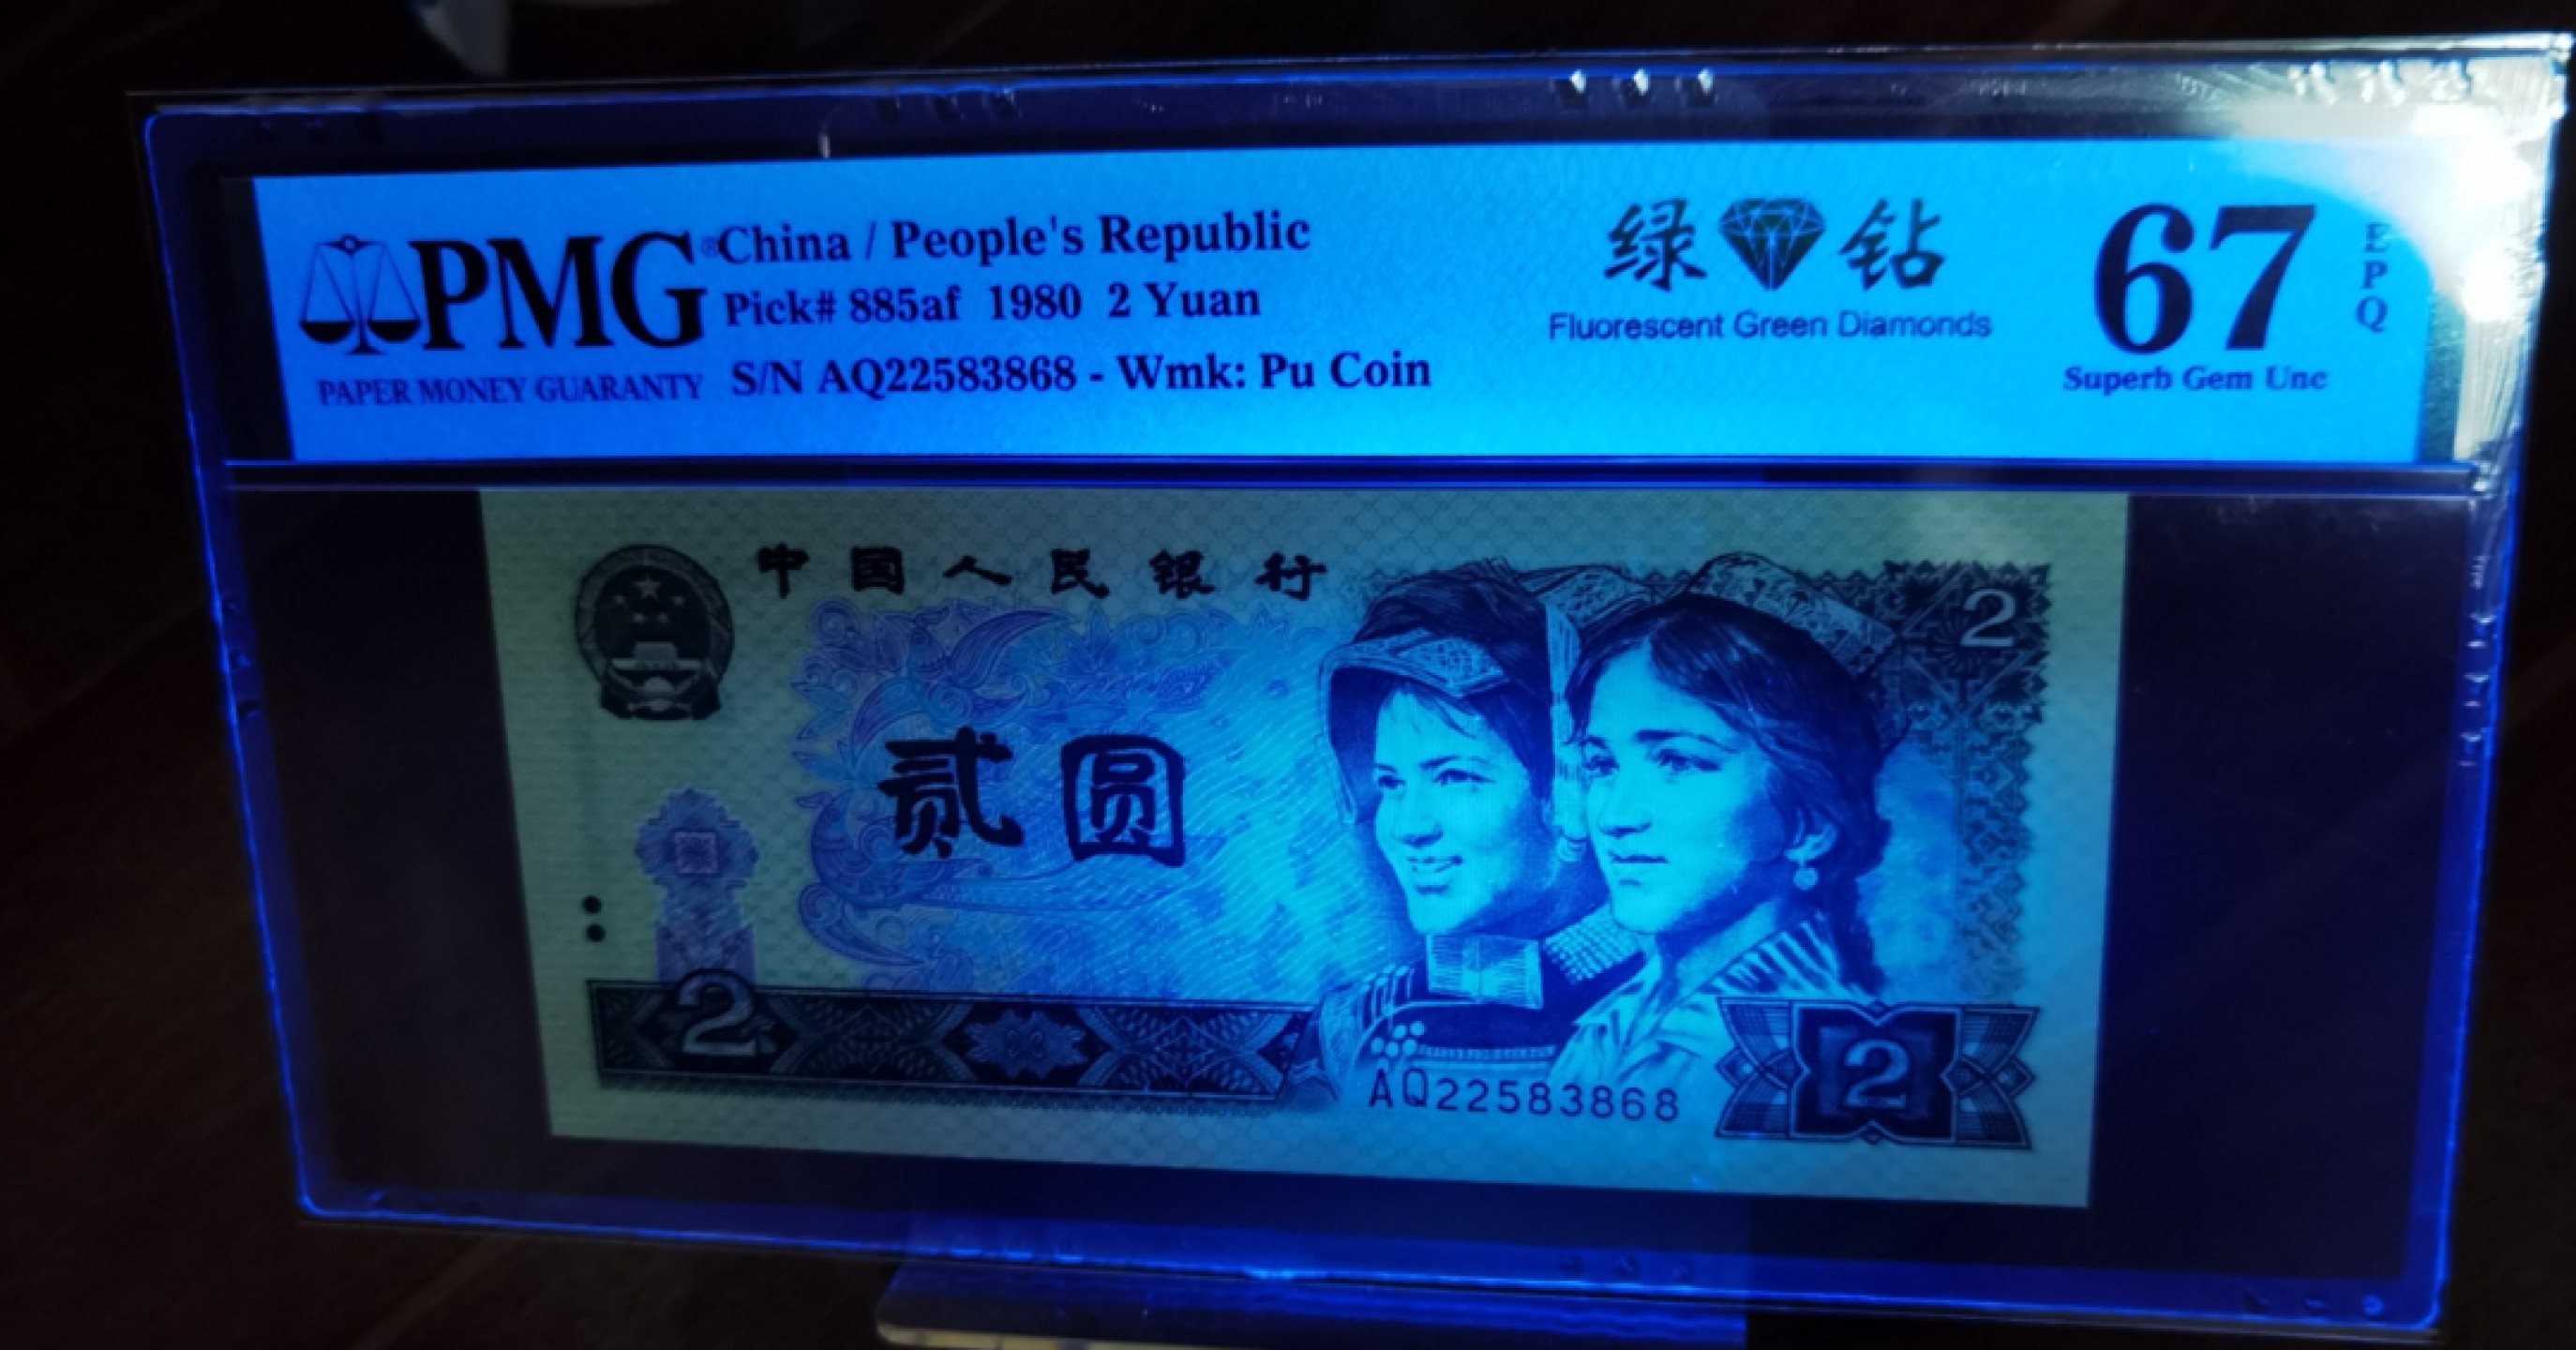 PMG®
PAPER MONEY GUARANTY
China / People's Republic
Pick# 885af 1980 2 Yuan
S/N AQ22583868 - Wmk: Pu Coin
绿钻
Fluorescent Green Diamonds
67
EPQ
Superb Gem Unc
中国人民银行
2
贰圆
2
AQ22583868
2